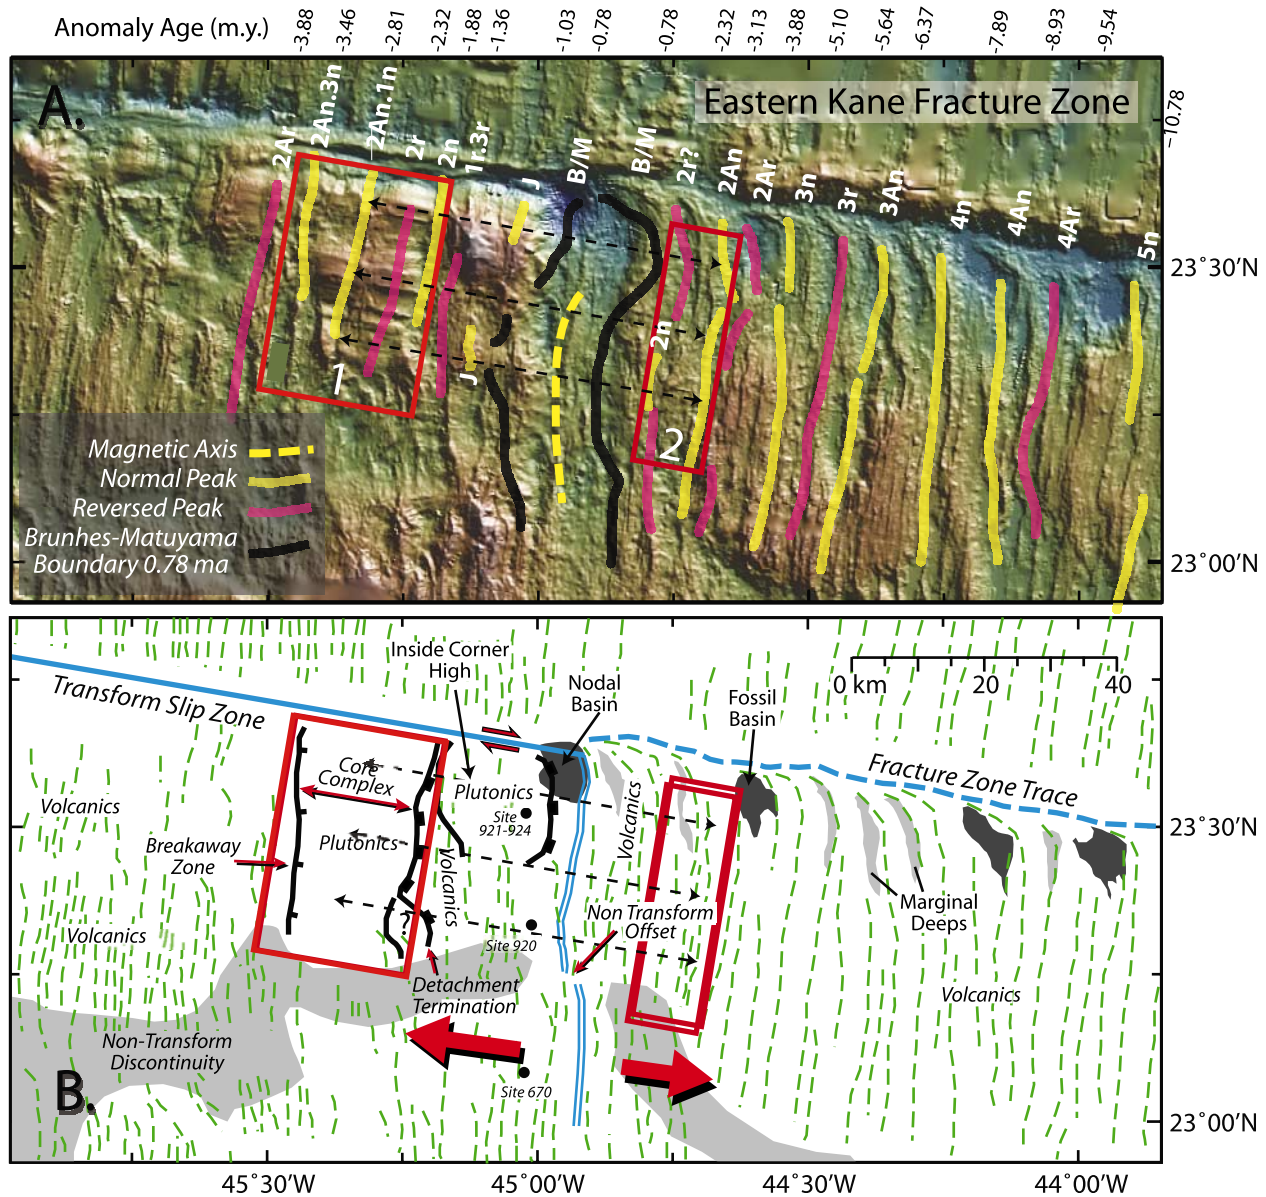 Anomaly Age (m.y.)
-3.88
-3.46
-2.81
-2.32
-1.88
-1.36
-1.03
-0.78
-0.78
-2.32
-3.13
-3.88
-5.10
-5.64
-6.37
-7.89
-8.93
-9.54
-10.78
A.
Eastern Kane Fracture Zone
2Ar
2An.3n
2An.1n
2r
2n
1r.3r
J
B/M
B/M
2r?
2An
2Ar
3n
3r
3An
4n
4An
4Ar
5n
23°30'N
2n
1
J
2
Magnetic Axis
Normal Peak
Reversed Peak
Brunhes-Matuyama
Boundary 0.78 ma
23°00'N
Inside Corner
High
Nodal
Basin
Fossil
Basin
0 km
20
40
Transform Slip Zone
Fracture Zone Trace
Core
Complex
Plutonics
Site
921-924
Volcanics
Volcanics
23°30'N
Breakaway
Zone
Plutonics
Volcanics
Marginal
Deeps
Non Transform
Offset
?
Volcanics
Site 920
Detachment
Termination
Volcanics
Non-Transform
Discontinuity
B.
Site 670
23°00'N
45°30'W
45°00'W
44°30'W
44°00'W